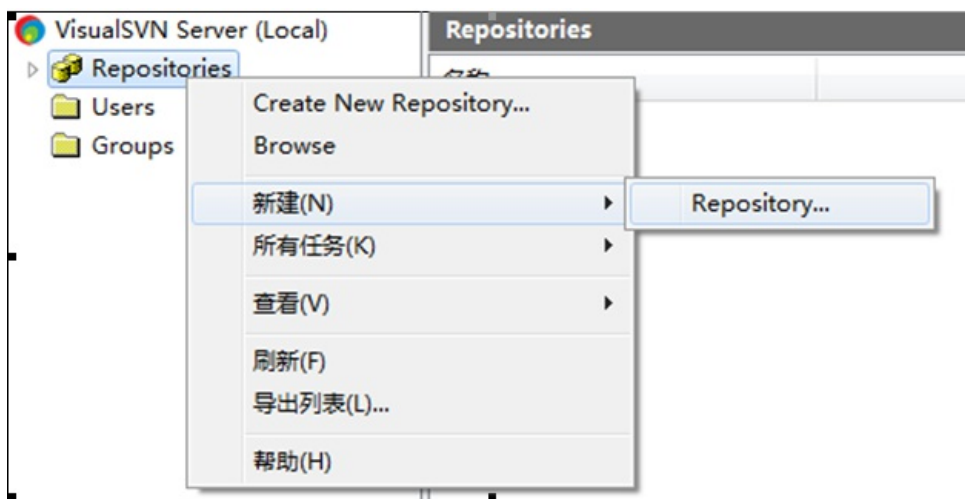 VisualSVN Server (Local)
Repositories
Repositories
Users
Groups
Create New Repository...
Browse
新建(N)
Repository...
所有任务(K)
查看(V)
刷新(F)
导出列表(L)...
帮助(H)